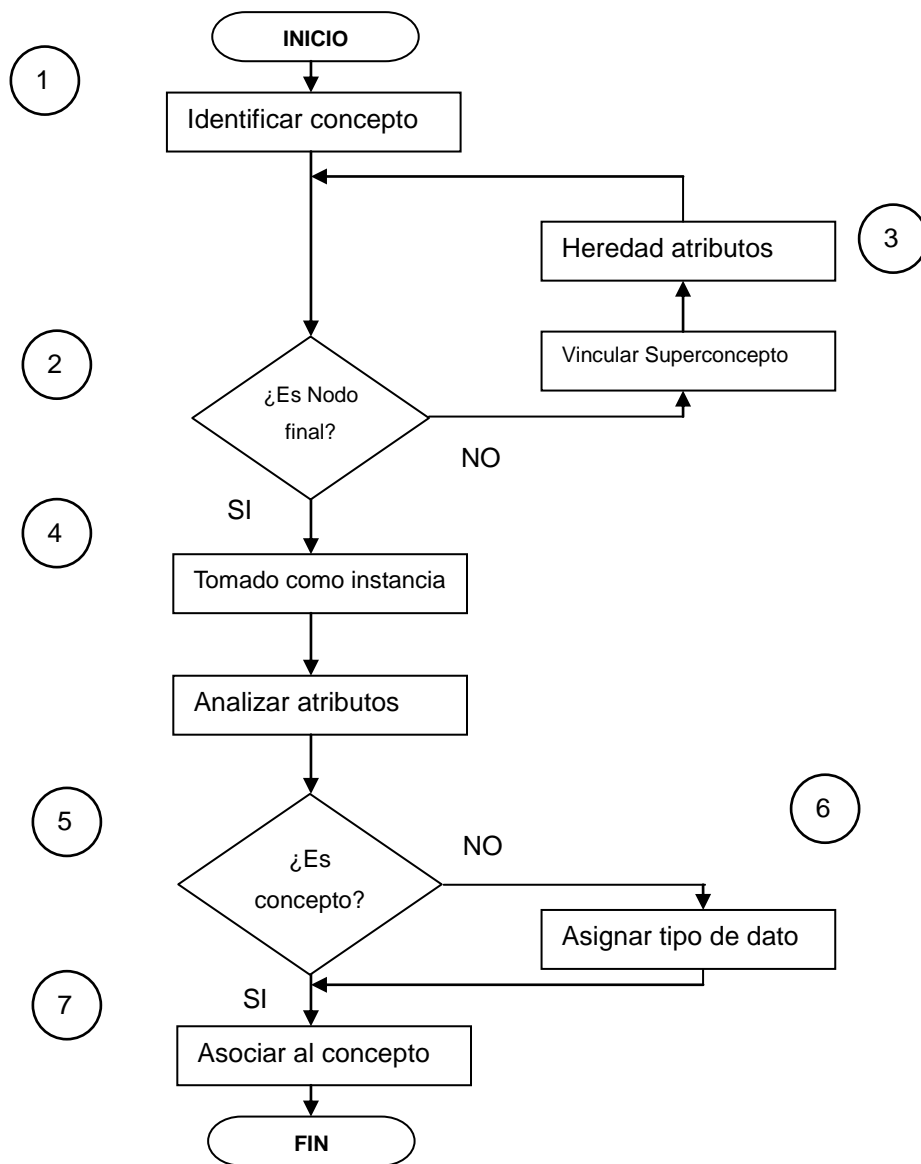 INICIO
1
Identificar concepto
Heredad atributos
3
2
Vincular Superconcepto
¿Es Nodo
final?
NO
SI
4
Tomado como instancia
Analizar atributos
5
6
¿Es
concepto?
NO
Asignar tipo de dato
7
SI
Asociar al concepto
FIN